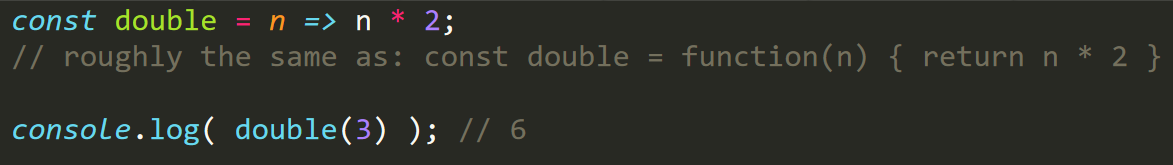 const double = n => n * 2;
// roughly the same as: const double = function(n) { return n * 2 }
console.log( double(3) ); // 6